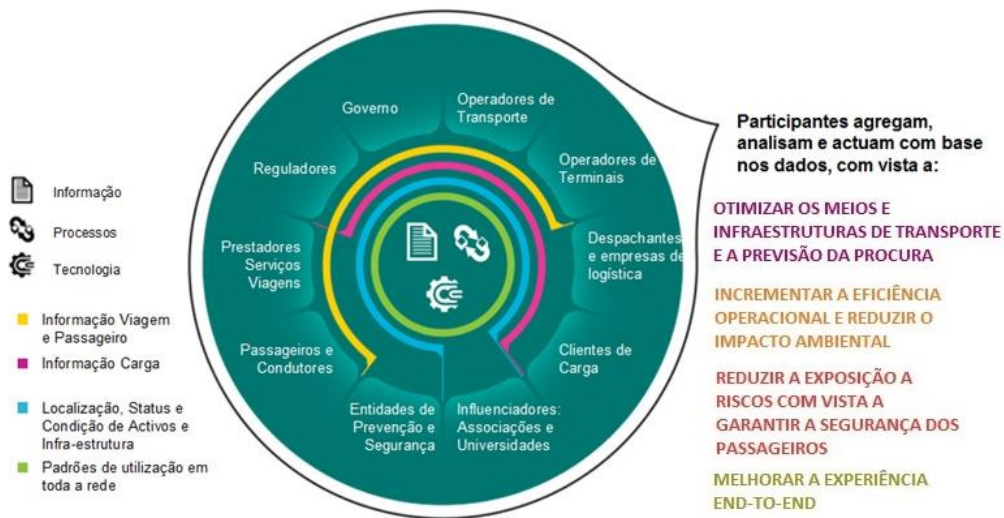 Informação
Processos
Tecnologia
Informação Viagem
e Passageiro
Informação Carga
Localização, Status e
Condição de Activos e
Infra-estrutura
Padrões de utilização em
toda a rede
Governo
Operadores de
Transporte
Reguladores
Operadores de
Terminais
Prestadores
Serviços
Viagens
Despachantes
e empresas de
logística
Passageiros e
Condutores
Clientes de
Carga
Entidades de
Prevenção e
Segurança
Influenciadores:
Associações e
Universidades
Participantes agregam,
analisam e actuam com base
nos dados, com vista a:
OTIMIZAR OS MEIOS E
INFRAESTRUTURAS DE TRANSPORTE
E A PREVISÃO DA PROCURA
INCREMENTAR A EFICIÊNCIA
OPERACIONAL E REDUZIR O
IMPACTO AMBIENTAL
REDUZIR A EXPOSIÇÃO A
RISCOS COM VISTA A
GARANTIR A SEGURANÇA DOS
PASSAGEIROS
MELHORAR A EXPERIÊNCIA
END-TO-END